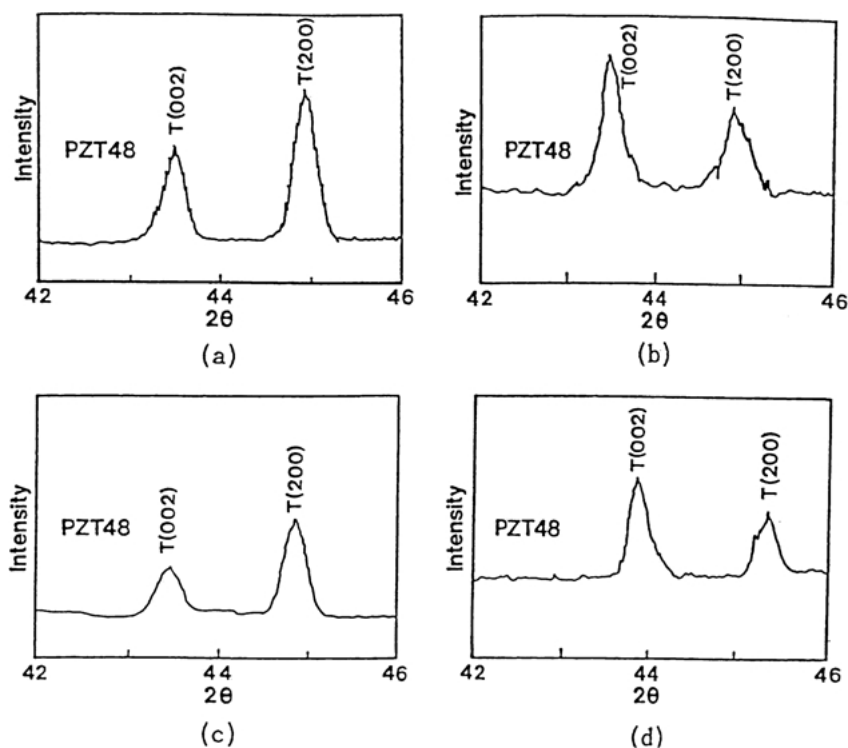 Intensity
PZT48
T(002)
T(200)
42
44
46
2θ
(a)
Intensity
PZT48
T(002)
T(200)
42
44
46
2θ
(b)
Intensity
PZT48
T(002)
T(200)
42
44
46
2θ
(c)
Intensity
PZT48
T(002)
T(200)
42
44
46
2θ
(d)